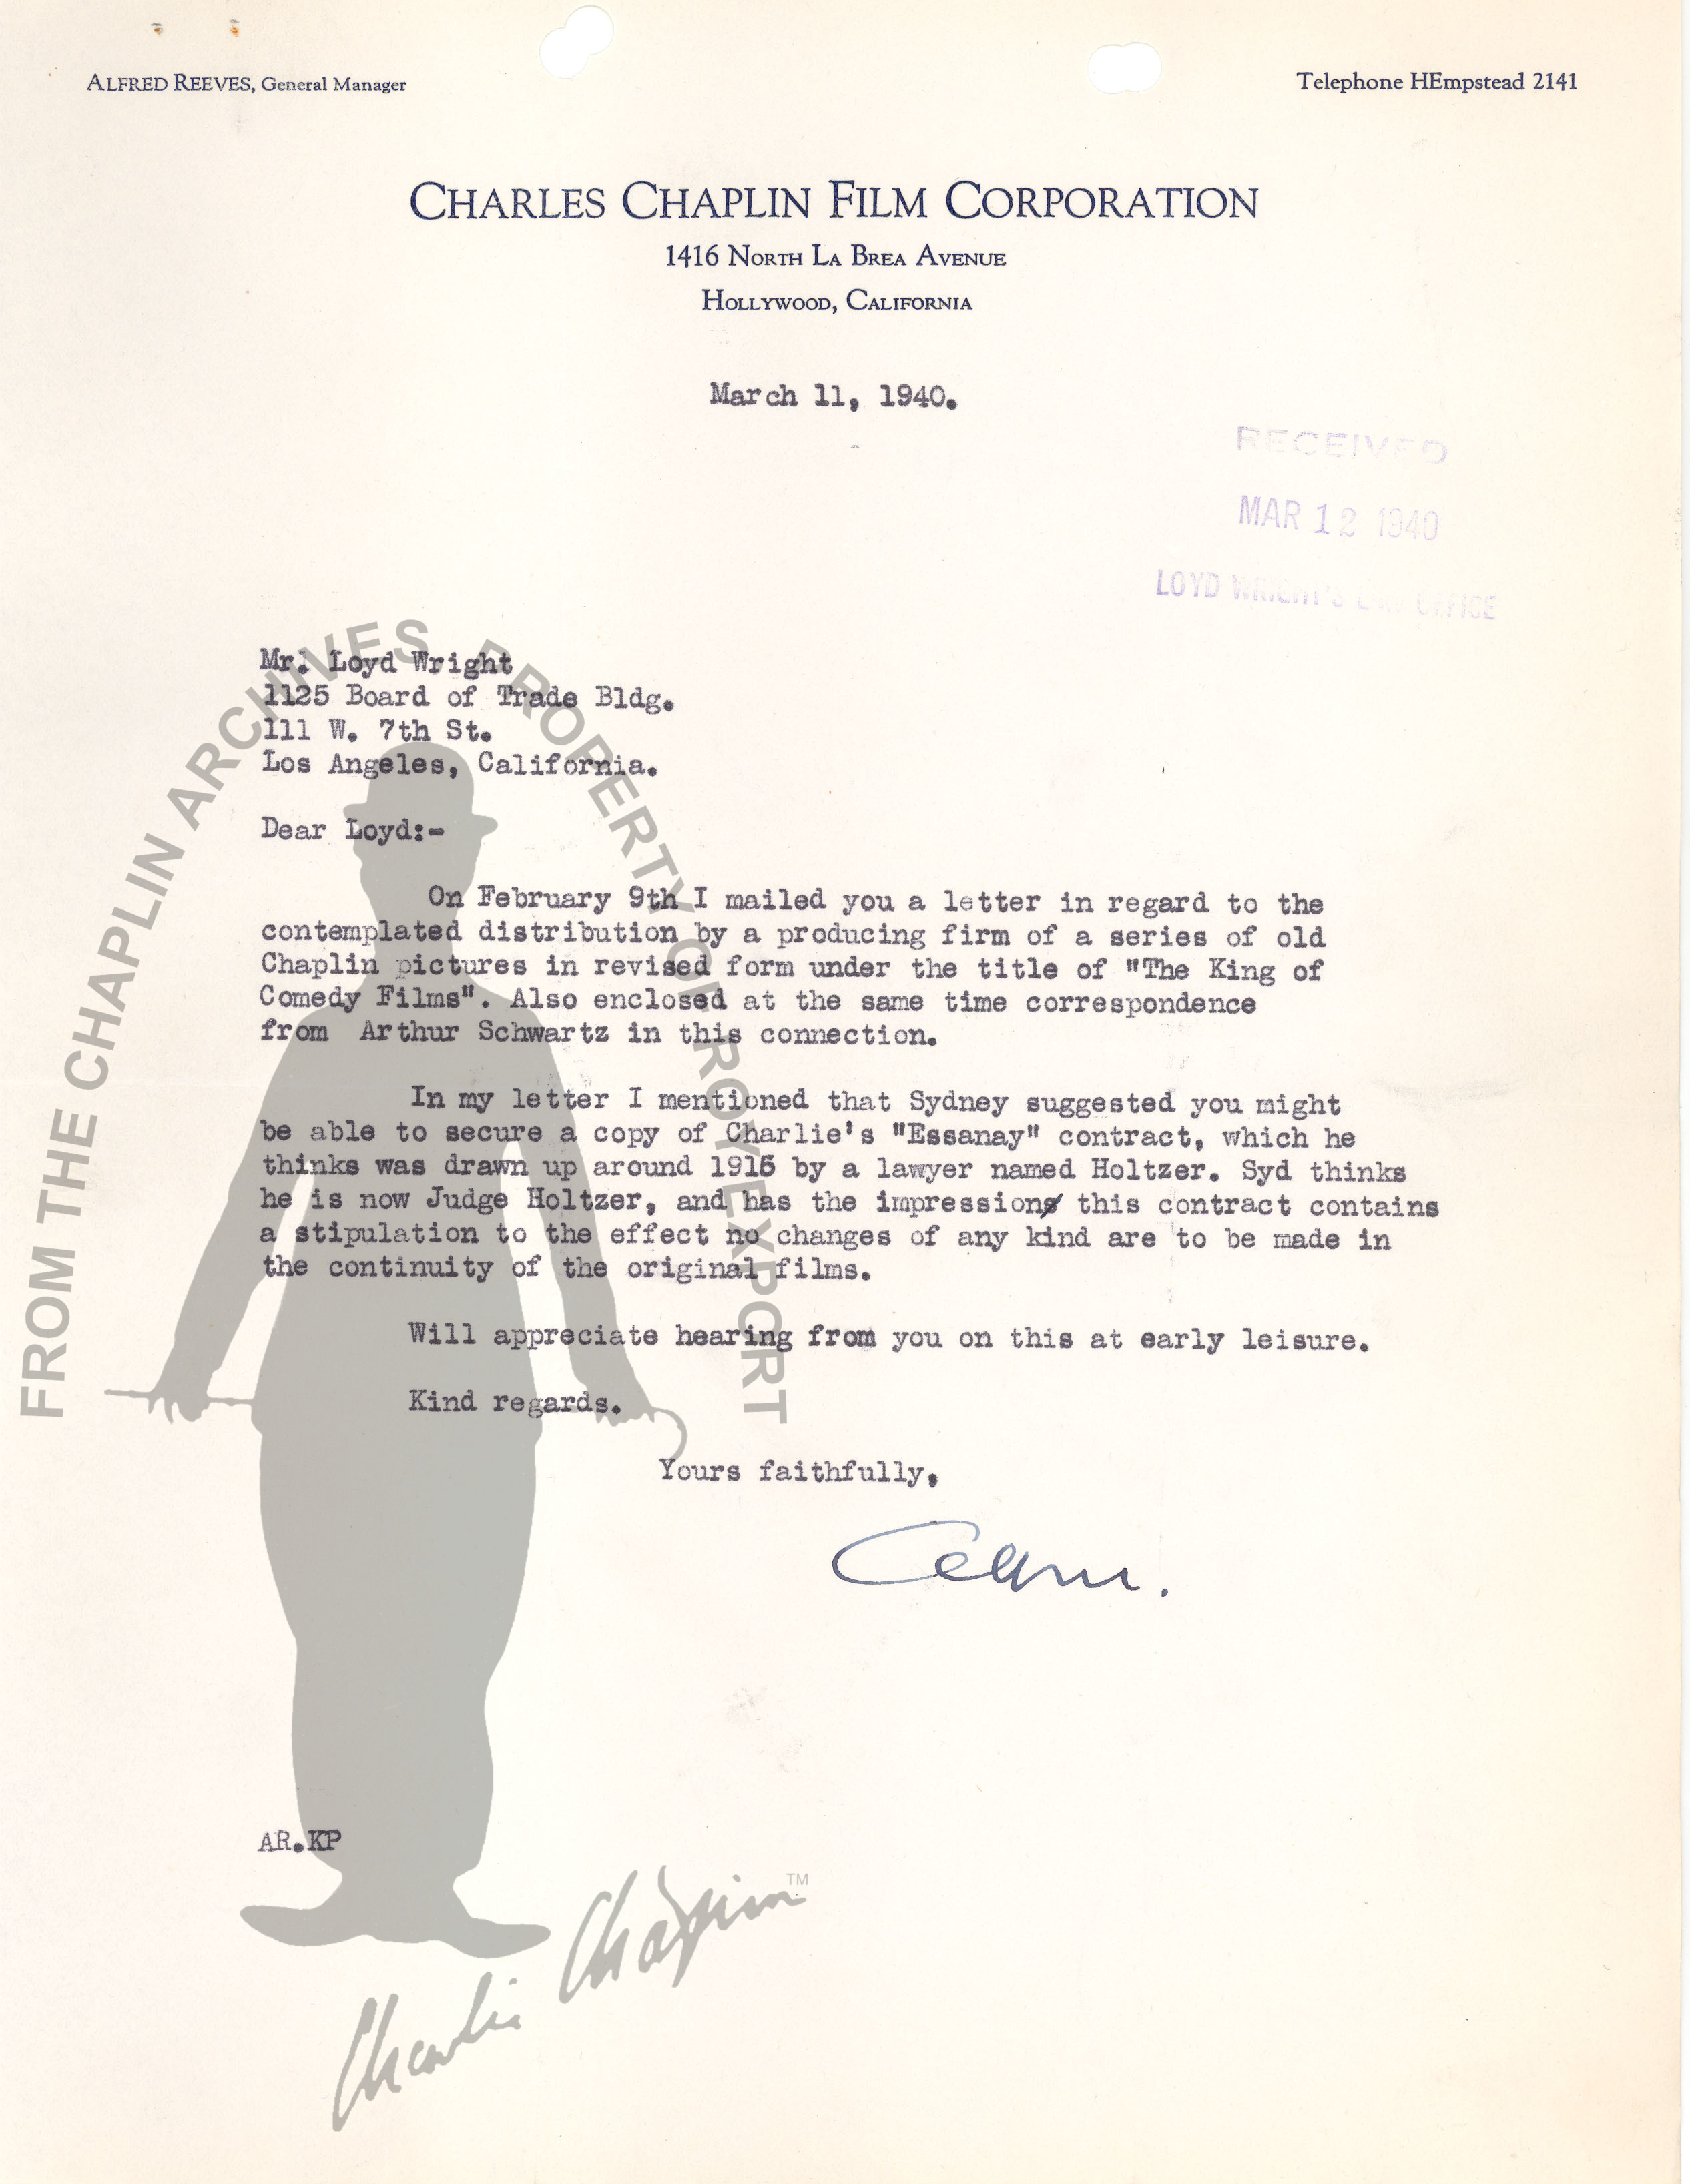 ALFRED REEVES, General Manager
Telephone HEmpstead 2141
CHARLES CHAPLIN FILM CORPORATION
1416 NORTH LA BREA AVENUE
HOLLYWOOD, CALIFORNIA
March 11, 1940.
RECEIVED
MAR 12 1940
LOYD WRIGHT'S LAW OFFICE
Mr. Loyd Wright
1125 Board of Trade Bldg.
111 W. 7th St.
Los Angeles, California.
Dear Loyd:-
On February 9th I mailed you a letter in regard to the
contemplated distribution by a producing firm of a series of old
Chaplin pictures in revised form under the title of "The King of
Comedy Films". Also enclosed at the same time correspondence
from Arthur Schwartz in this connection.
In my letter I mentioned that Sydney suggested you might
be able to secure a copy of Charlie's "Essanay" contract, which he
thinks was drawn up around 1915 by a lawyer named Holtzer. Syd thinks
he is now Judge Holtzer, and has the impression this contract contains
a stipulation to the effect no changes of any kind are to be made in
the continuity of the original films.
Will appreciate hearing from you on this at early leisure.
Kind regards.
Yours faithfully,
AR.KP
FROM THE CHAPLIN ARCHIVES PROPERTY OF ROY EXPORT
Charlie Chaplin TM